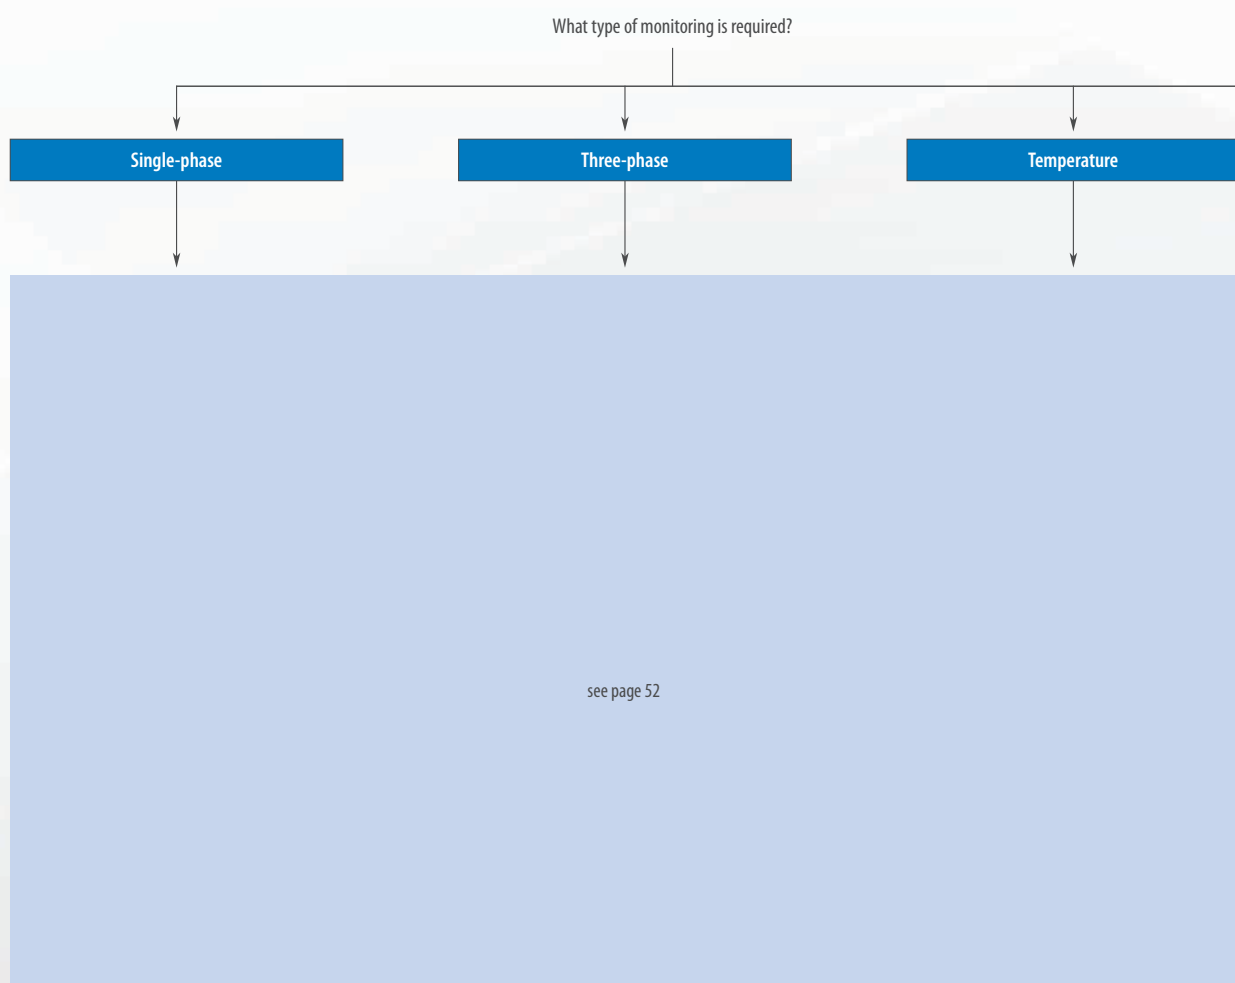 What type of monitoring is required?
Single-phase
Three-phase
Temperature
see page 52